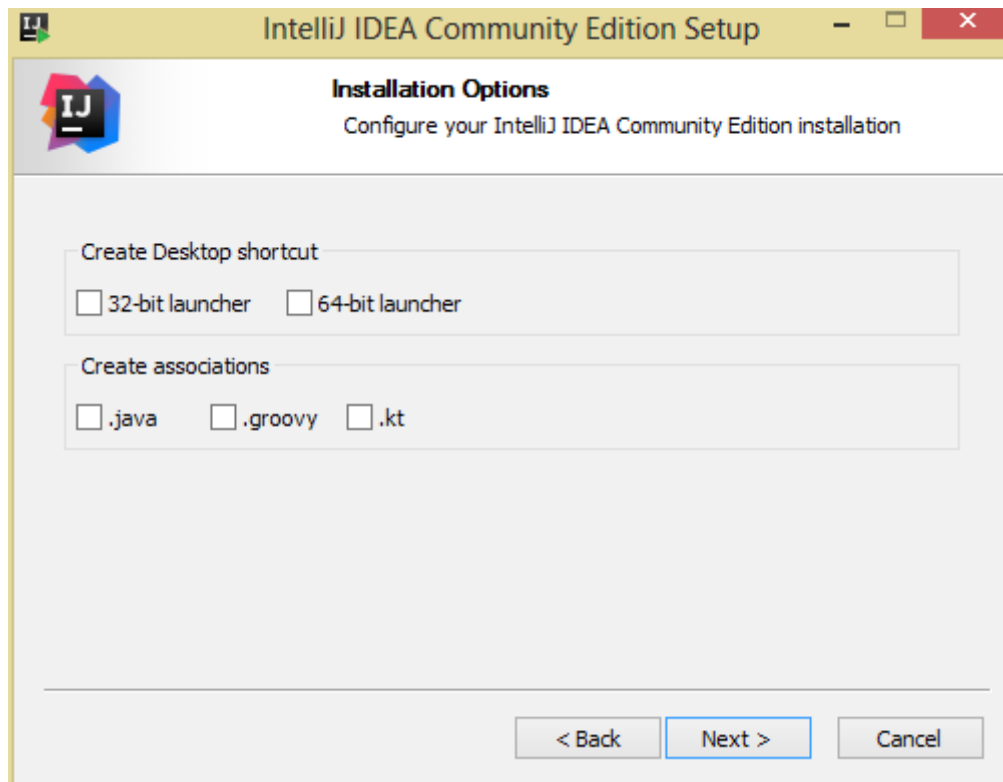 IntelliJ IDEA Community Edition Setup
IJ
Installation Options
Configure your IntelliJ IDEA Community Edition installation
Create Desktop shortcut
32-bit launcher 64-bit launcher
Create associations
.java .groovy .kt
< Back Next > Cancel